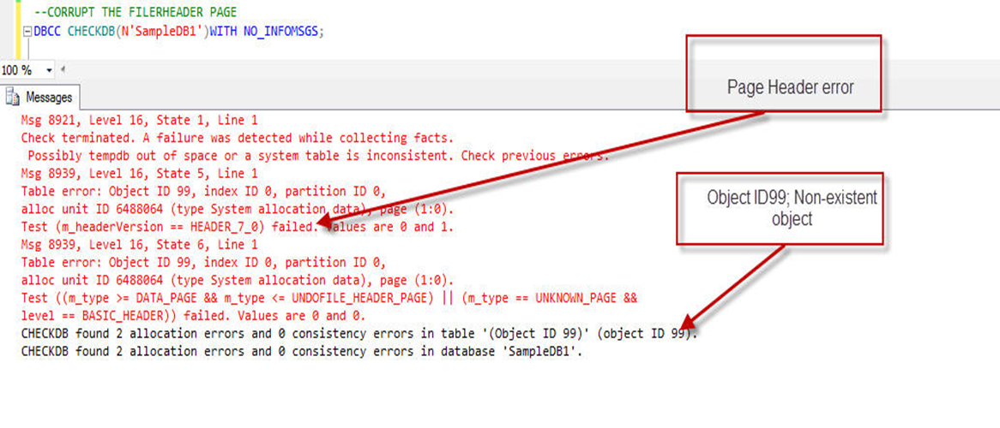 --CORRUPT THE FILERHEADER PAGE
DBCC CHECKDB(N'SampleDB1')WITH NO_INFOMSGS;
100 %
Messages
Msg 8921, Level 16, State 1, Line 1
Check terminated. A failure was detected while collecting facts.
Possibly tempdb out of space or a system table is inconsistent. Check previous errors.
Msg 8939, Level 16, State 5, Line 1
Table error: Object ID 99, index ID 0, partition ID 0,
alloc unit ID 6488064 (type System allocation data), page (1:0).
Test (m_headerVersion == HEADER_7_0) failed. Values are 0 and 1.
Msg 8939, Level 16, State 6, Line 1
Table error: Object ID 99, index ID 0, partition ID 0,
alloc unit ID 6488064 (type System allocation data), page (1:0).
Test ((m_type >= DATA_PAGE && m_type <= UNDOFILE_HEADER_PAGE) || (m_type == UNKNOWN_PAGE &&
level == BASIC_HEADER)) failed. Values are 0 and 0.
CHECKDB found 2 allocation errors and 0 consistency errors in table '(Object ID 99)' (object ID 99).
CHECKDB found 2 allocation errors and 0 consistency errors in database 'SampleDB1'.
Page Header error
Object ID99; Non-existent
object